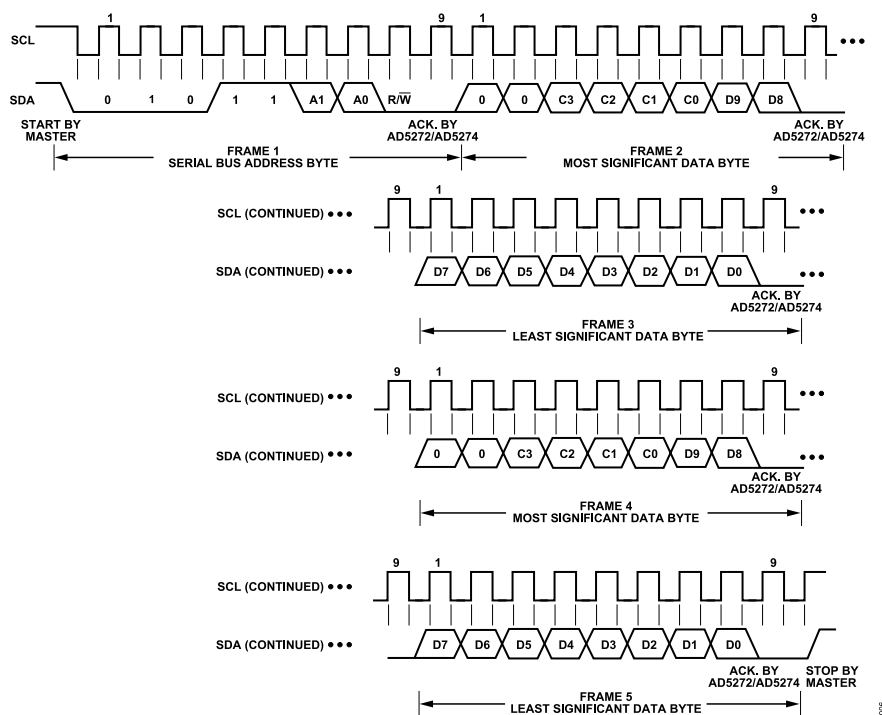 1 9 1 9
SCL •••
SDA 0 1 0 1 1 A1 A0 R/W̅ 0 0 C3 C2 C1 C0 D9 D8
START BY MASTER
ACK. BY AD5272/AD5274
ACK. BY AD5272/AD5274
FRAME 1
SERIAL BUS ADDRESS BYTE
FRAME 2
MOST SIGNIFICANT DATA BYTE
9 1 9
SCL (CONTINUED) ••• •••
SDA (CONTINUED) ••• D7 D6 D5 D4 D3 D2 D1 D0 •••
ACK. BY
AD5272/AD5274
FRAME 3
LEAST SIGNIFICANT DATA BYTE
9 1 9
SCL (CONTINUED) ••• •••
SDA (CONTINUED) ••• 0 0 C3 C2 C1 C0 D9 D8 •••
ACK. BY
AD5272/AD5274
FRAME 4
MOST SIGNIFICANT DATA BYTE
9 1 9
SCL (CONTINUED) •••
SDA (CONTINUED) ••• D7 D6 D5 D4 D3 D2 D1 D0
ACK. BY
AD5272/AD5274
STOP BY
MASTER
FRAME 5
LEAST SIGNIFICANT DATA BYTE